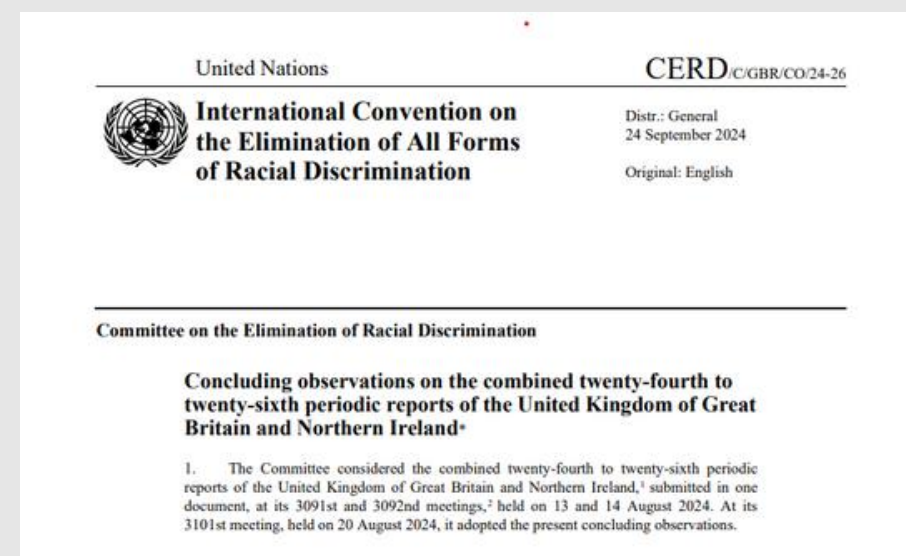 United Nations
CERD/C/GBR/CO/24-26
International Convention on
the Elimination of All Forms
of Racial Discrimination
Distr.: General
24 September 2024
Original: English
Committee on the Elimination of Racial Discrimination
Concluding observations on the combined twenty-fourth to
twenty-sixth periodic reports of the United Kingdom of Great
Britain and Northern Ireland*
1. The Committee considered the combined twenty-fourth to twenty-sixth periodic
reports of the United Kingdom of Great Britain and Northern Ireland,¹ submitted in one
document, at its 3091st and 3092nd meetings,² held on 13 and 14 August 2024. At its
3101st meeting, held on 20 August 2024, it adopted the present concluding observations.